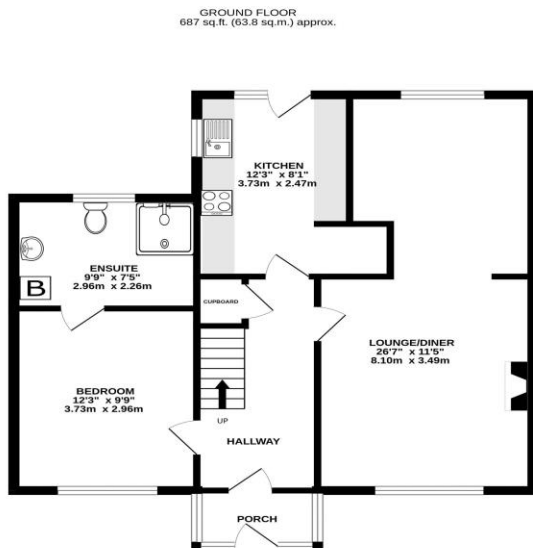 GROUND FLOOR
687 sq.ft. (63.8 sq.m.) approx.
KITCHEN
12'3" x 8'1"
3.73m x 2.47m
ENSUITE
9'9" x 7'5"
2.96m x 2.26m
B
CUPBOARD
LOUNGE/DINER
26'7" x 11'5"
8.10m x 3.49m
BEDROOM
12'3" x 9'9"
3.73m x 2.96m
UP
HALLWAY
PORCH